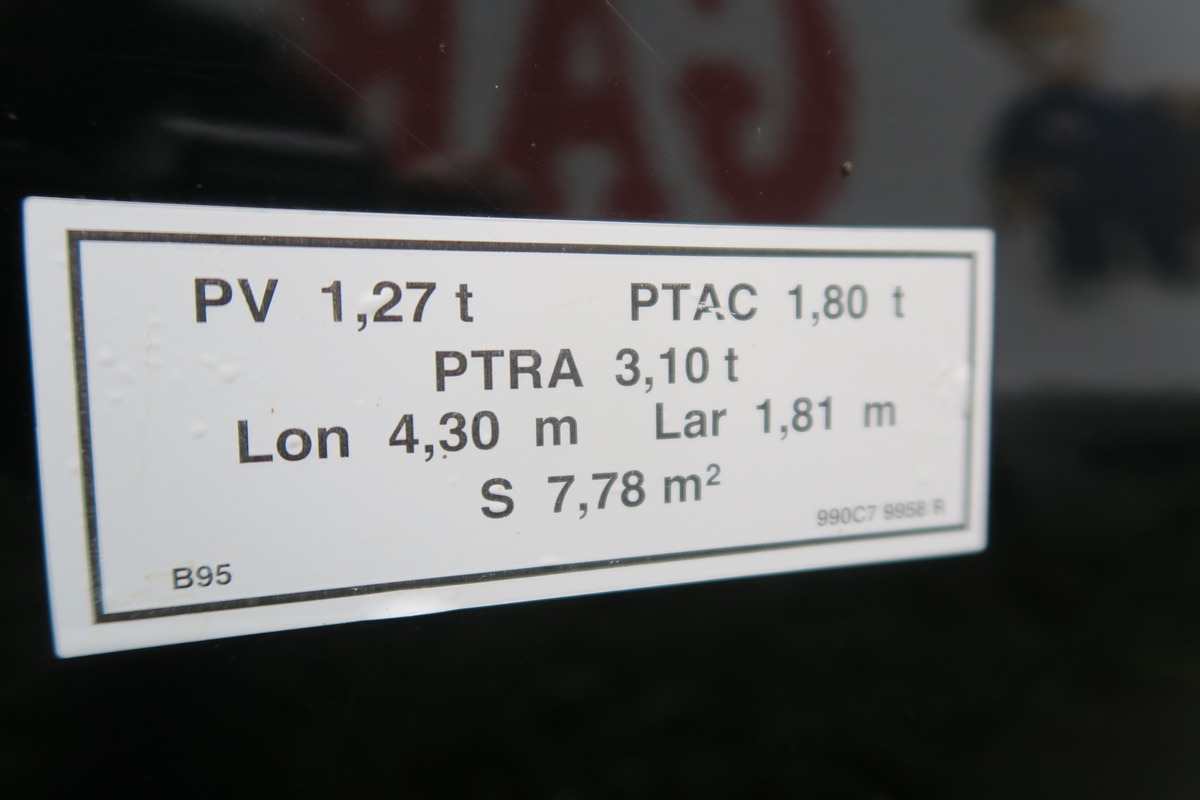 PV 1,27 t PTAC 1,80 t
PTRA 3,10 t
Lon 4,30 m Lar 1,81 m
S 7,78 m²
990C7 9958 R
B95